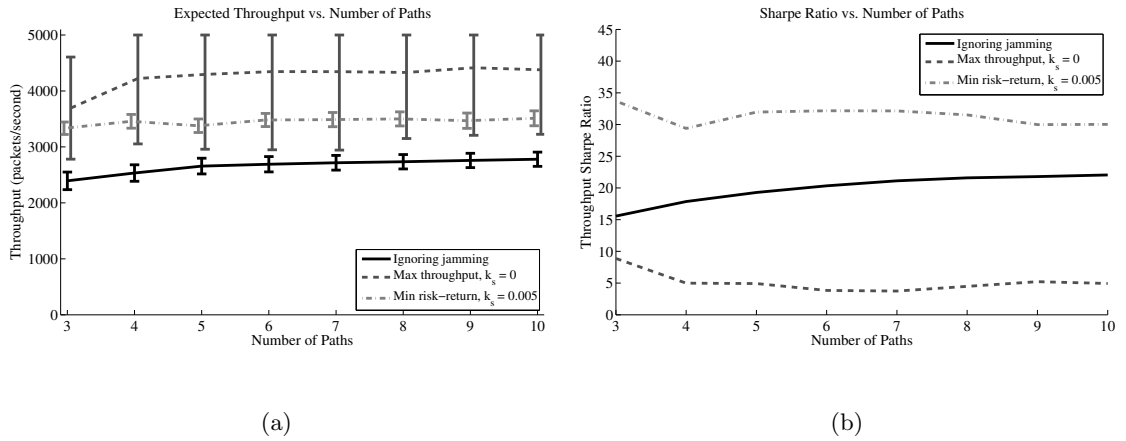 Expected Throughput vs. Number of Paths
5000
4000
3000
2000
1000
0
Throughput (packets/second)
3 4 5 6 7 8 9 10
Number of Paths
Ignoring jamming
Max throughput, k_s = 0
Min risk−return, k_s = 0.005
(a)
Sharpe Ratio vs. Number of Paths
45
40
35
30
25
20
15
10
5
0
Throughput Sharpe Ratio
3 4 5 6 7 8 9 10
Number of Paths
Ignoring jamming
Max throughput, k_s = 0
Min risk−return, k_s = 0.005
(b)